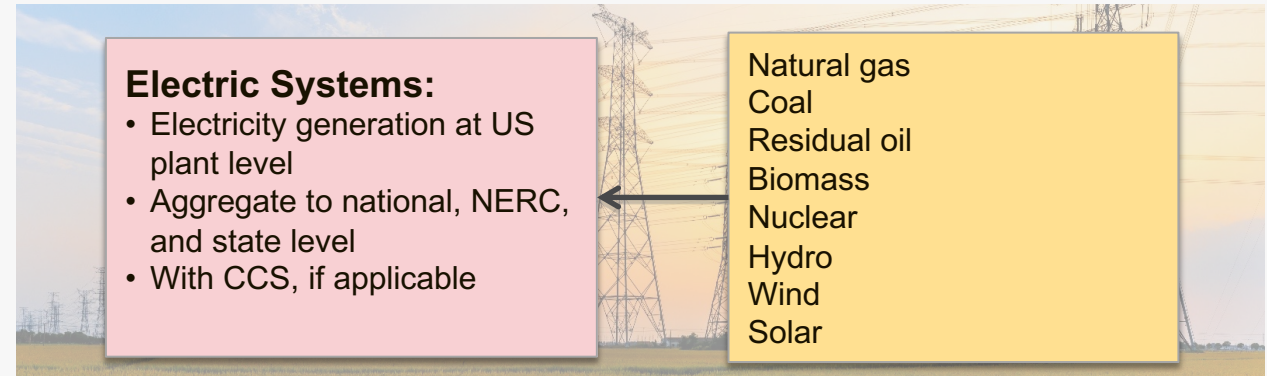 Electric Systems:
• Electricity generation at US
plant level
• Aggregate to national, NERC,
and state level
• With CCS, if applicable
Natural gas
Coal
Residual oil
Biomass
Nuclear
Hydro
Wind
Solar